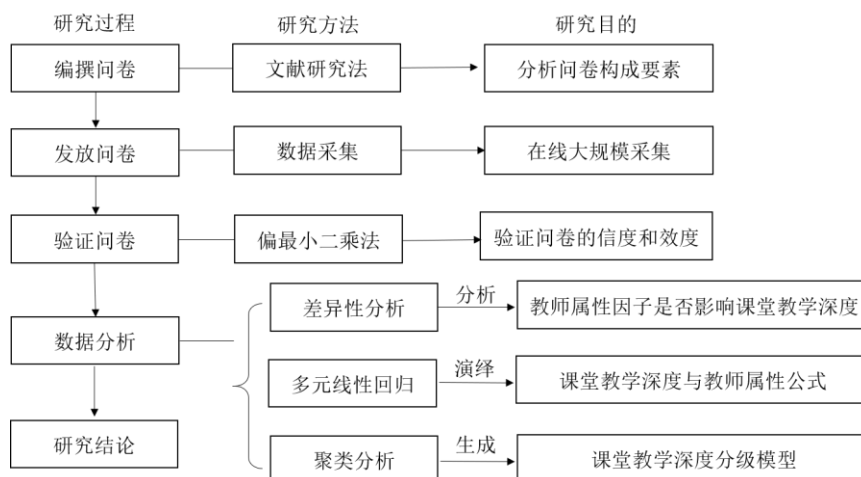 研究过程
研究方法
研究目的
编撰问卷
文献研究法
分析问卷构成要素
发放问卷
数据采集
在线大规模采集
验证问卷
偏最小二乘法
验证问卷的信度和效度
数据分析
差异性分析
分析
教师属性因子是否影响课堂教学深度
多元线性回归
演绎
课堂教学深度与教师属性公式
研究结论
聚类分析
生成
课堂教学深度分级模型